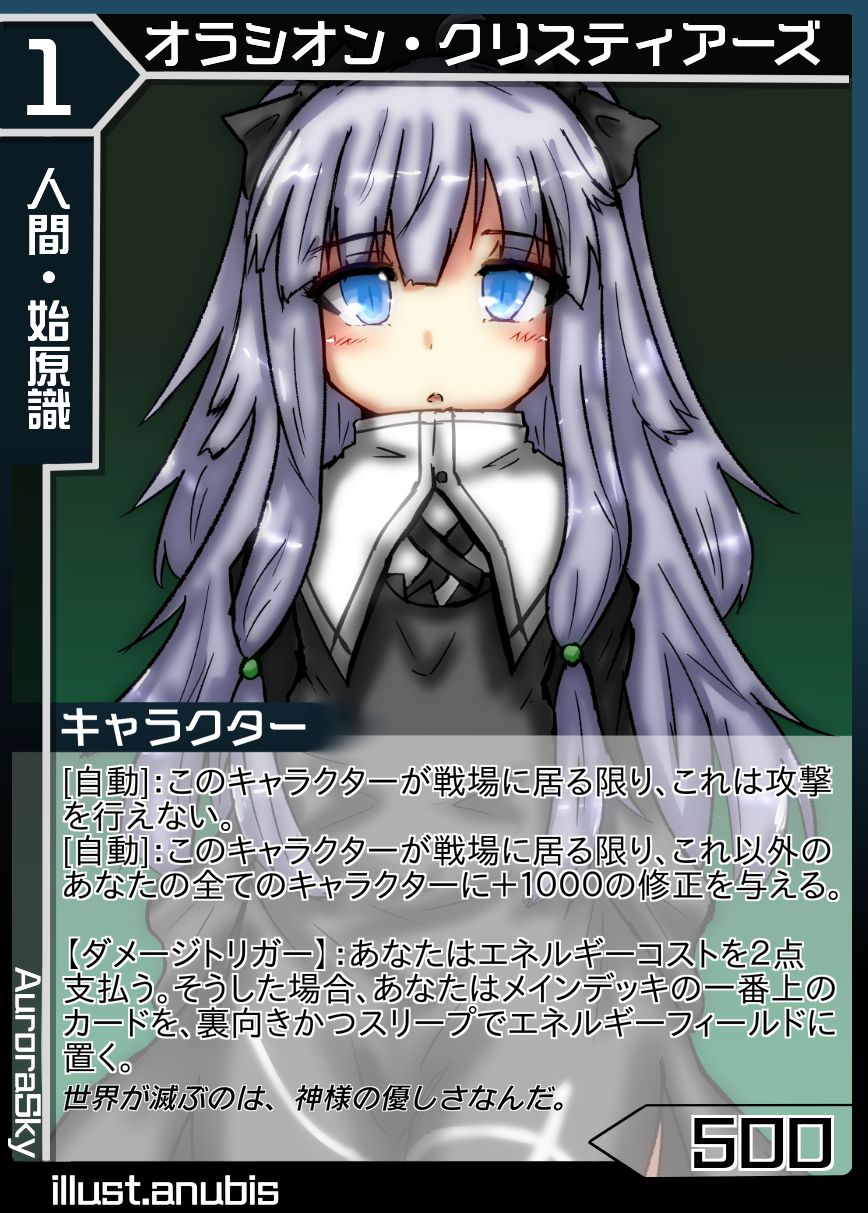 1
オラシオン・クリスティアーズ
人間・始原識
キャラクター
[自動]:このキャラクターが戦場に居る限り、これは攻撃
を行えない。
[自動]:このキャラクターが戦場に居る限り、これ以外の
あなたの全てのキャラクターに+1000の修正を与える。
【ダメージトリガー】:あなたはエネルギーコストを2点
支払う。そうした場合、あなたはメインデッキの一番上の
カードを、裏向きかつスリープでエネルギーフィールドに
置く。
世界が滅ぶのは、神様の優しさなんだ。
500
AuroraSky
illust.anubis